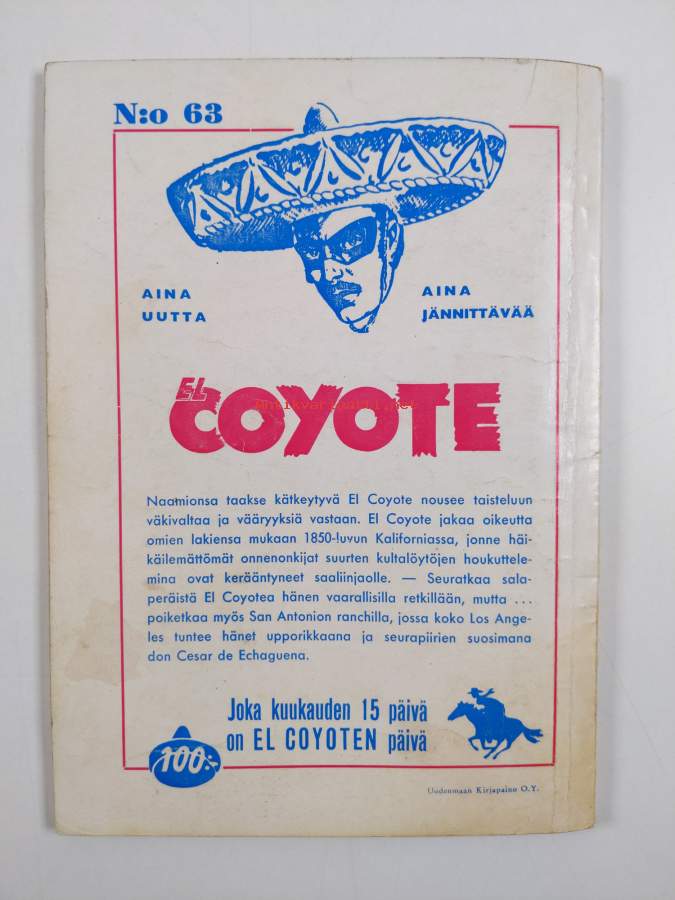 N:o 63
AINA
UUTTA
AINA
JÄNNITTÄVÄÄ
EL
COYOTE
Antikvariaatti.net
Naamionsa taakse kätkeytyvä El Coyote nousee taisteluun
väkivaltaa ja vääryyksiä vastaan. El Coyote jakaa oikeutta
omien lakiensa mukaan 1850-luvun Kaliforniassa, jonne häi-
käilemättömät onnenonkijat suurten kultalöytöjen houkuttele-
mina ovat kerääntyneet saaliinjaolle. — Seuratkaa sala-
peräistä El Coyotea hänen vaarallisilla retkillään, mutta ...
poiketkaa myös San Antonion ranchilla, jossa koko Los Ange-
les tuntee hänet upporikkaana ja seurapiirien suosimana
don Cesar de Echaguena.
Joka kuukauden 15 päivä
on EL COYOTEN päivä
100:-
Uudenmaan Kirjapaino O.Y.